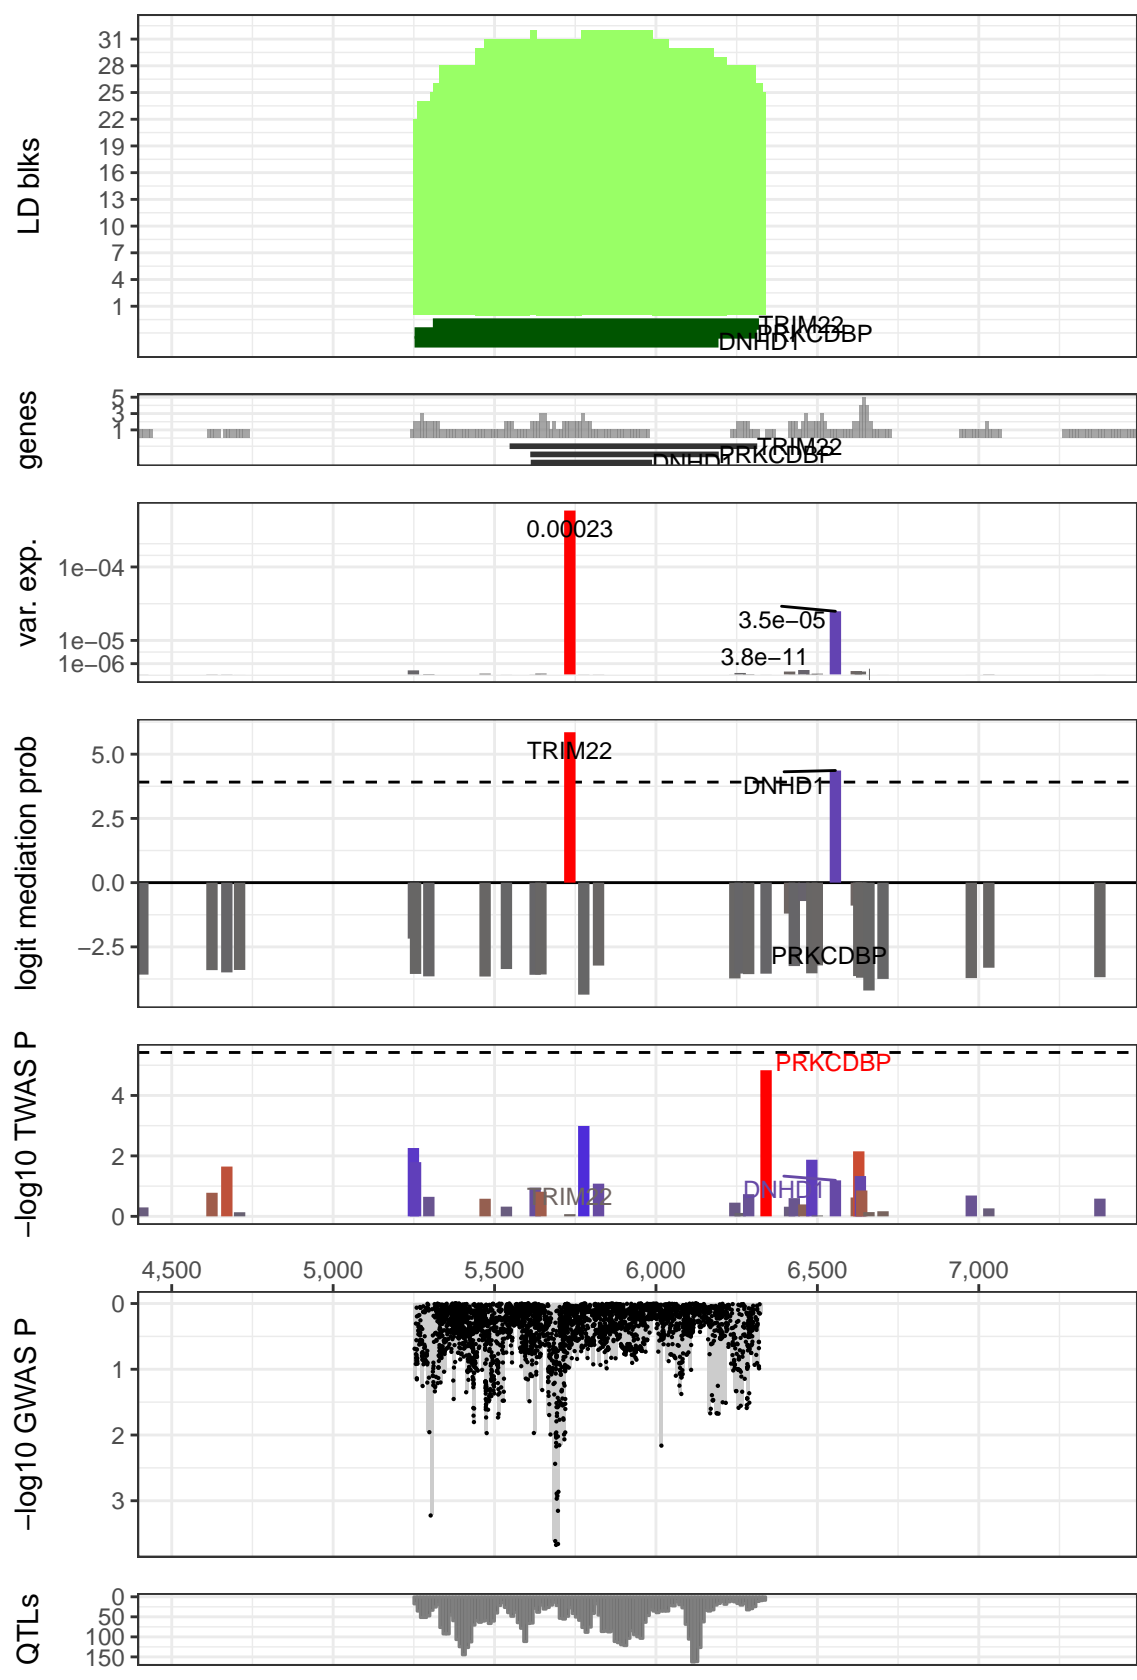 LD blks
31
28
25
22
19
16
13
10
7
4
1
TRIM22
PRKCDBP
DNHD1
genes
5
3
1
TRIM22
PRKCDBP
DNHD1
var. exp.
1e−04
1e−05
1e−06
0.00023
3.5e−05
3.8e−11
logit mediation prob
5.0
2.5
0.0
−2.5
TRIM22
DNHD1
PRKCDBP
−log10 TWAS P
4
2
0
PRKCDBP
DNHD1
TRIM22
4,500 5,000 5,500 6,000 6,500 7,000
−log10 GWAS P
0
1
2
3
QTLs
0
50
100
150